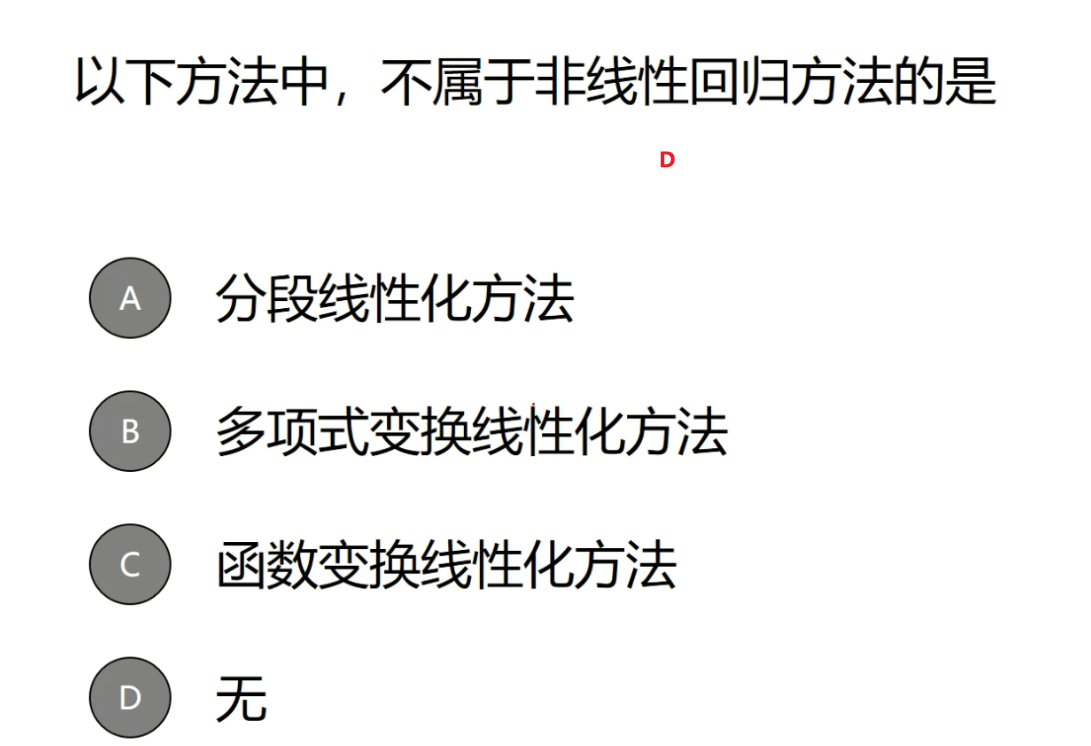 以下方法中，不属于非线性回归方法的是
D
A 分段线性化方法
B 多项式变换线性化方法
C 函数变换线性化方法
D 无